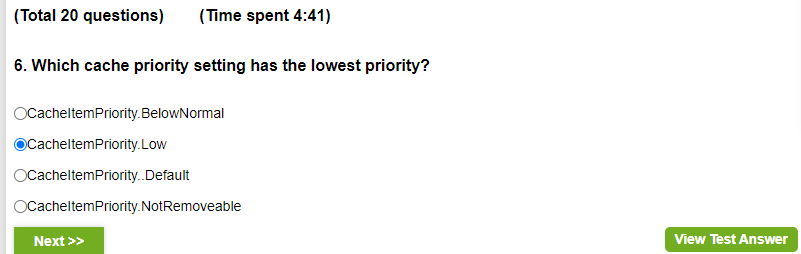 (Total 20 questions) (Time spent 4:41)
6. Which cache priority setting has the lowest priority?
CacheItemPriority.BelowNormal
CacheItemPriority.Low
CacheItemPriority..Default
CacheItemPriority.NotRemoveable
Next >> View Test Answer